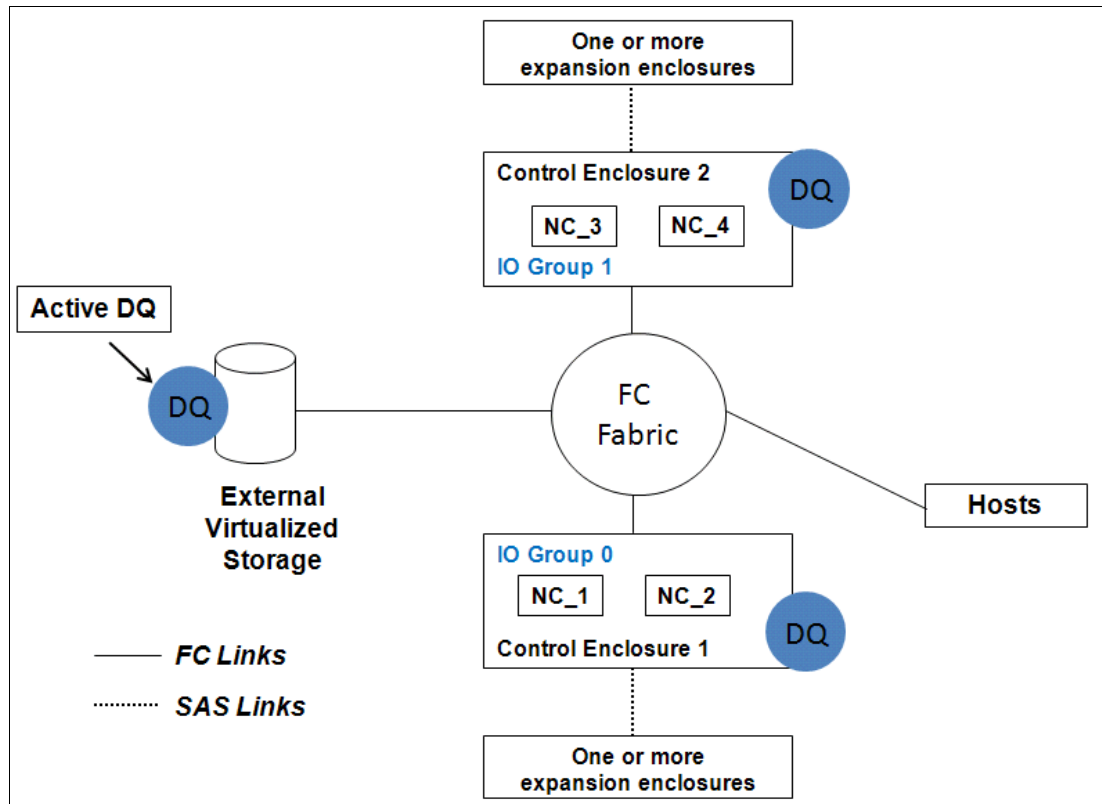 One or more
expansion enclosures
Control Enclosure 2
DQ
NC_3
NC_4
IO Group 1
Active DQ
DQ
FC
Fabric
External
Virtualized
Storage
Hosts
IO Group 0
NC_1
NC_2
DQ
Control Enclosure 1
FC Links
SAS Links
One or more
expansion enclosures